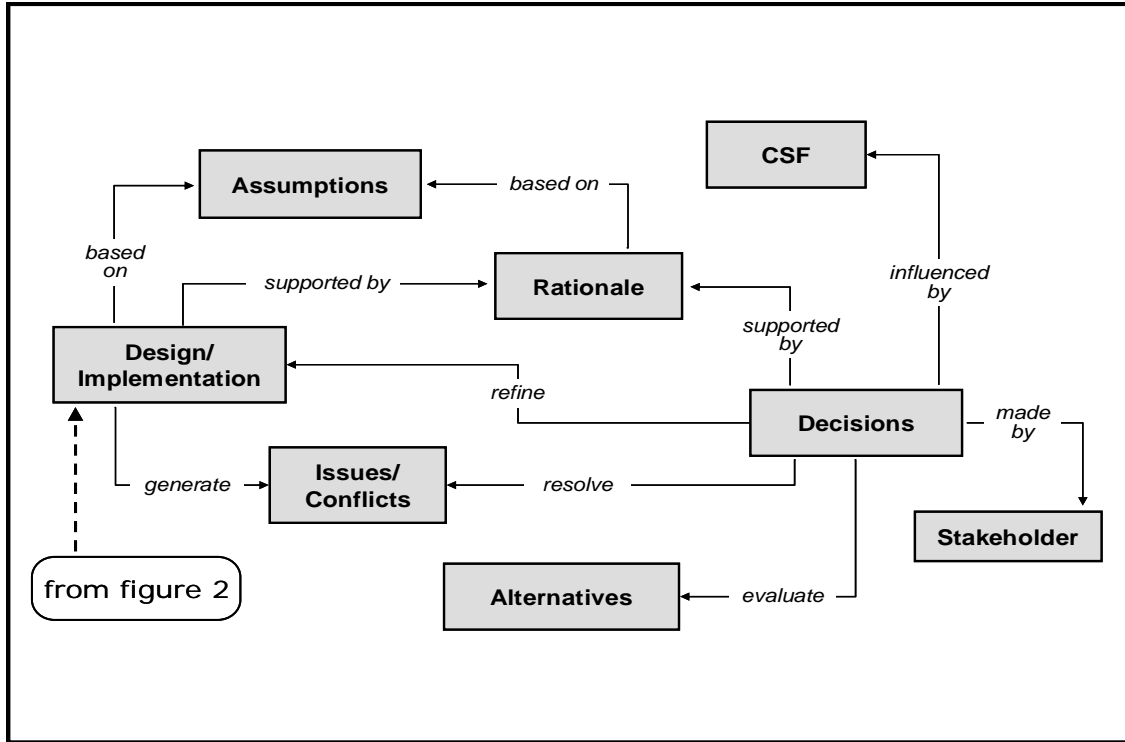 CSF
Assumptions
based on
based
on
supported by
Rationale
influenced
by
supported
by
Design/
Implementation
refine
Decisions
made
by
generate
Issues/
Conflicts
resolve
Stakeholder
from figure 2
Alternatives
evaluate